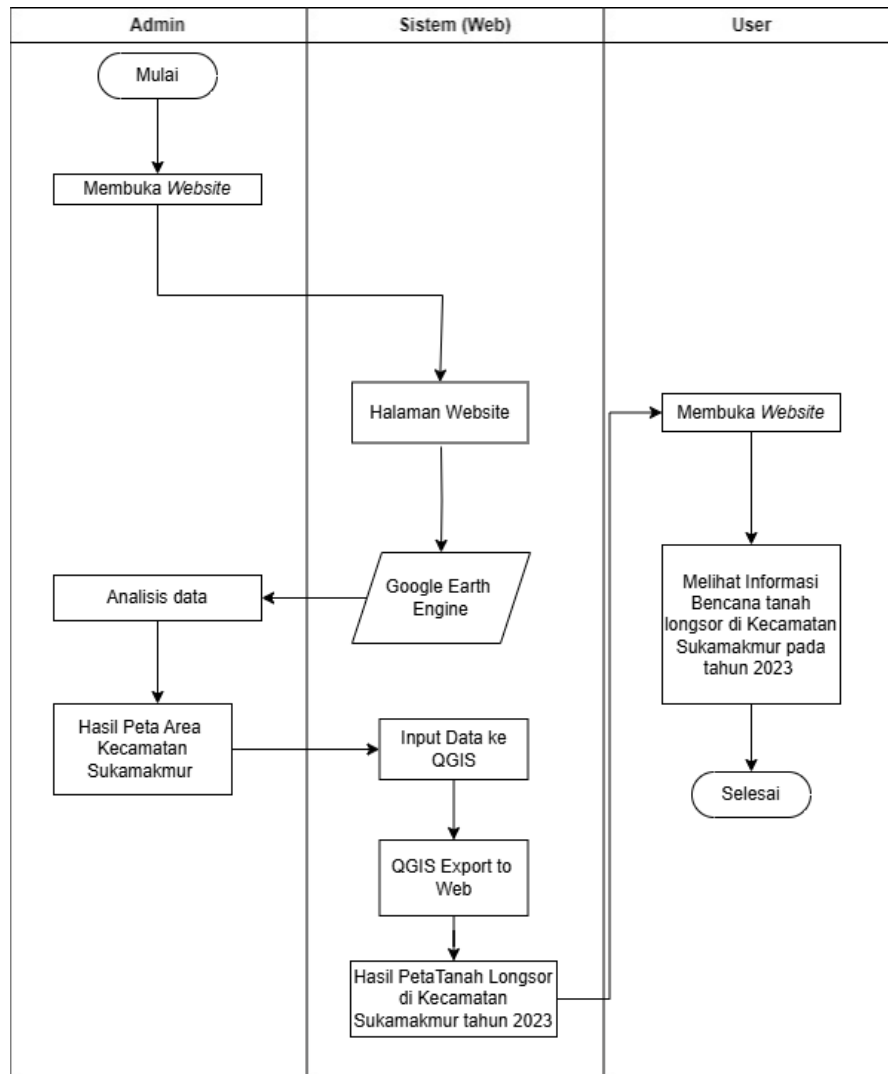 Admin
Sistem (Web)
User
Mulai
Membuka Website
Halaman Website
Membuka Website
Google Earth
Engine
Analisis data
Melihat Informasi
Bencana tanah
longsor di Kecamatan
Sukamakmur pada
tahun 2023
Hasil Peta Area
Kecamatan
Sukamakmur
Input Data ke
QGIS
Selesai
QGIS Export to
Web
Hasil PetaTanah Longsor
di Kecamatan
Sukamakmur tahun 2023